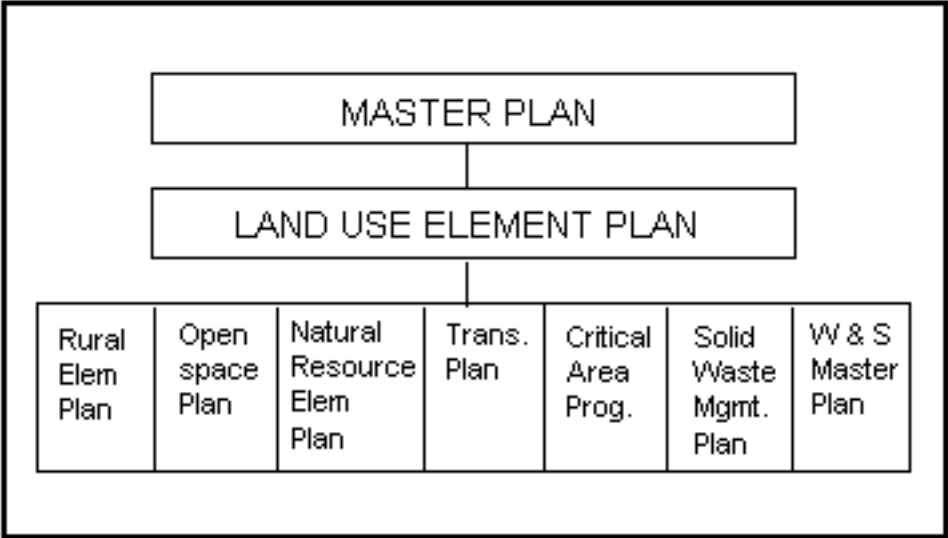 MASTER PLAN
LAND USE ELEMENT PLAN
Rural
Elem
Plan
Open
space
Plan
Natural
Resource
Elem
Plan
Trans.
Plan
Critical
Area
Prog.
Solid
Waste
Mgmt.
Plan
W & S
Master
Plan